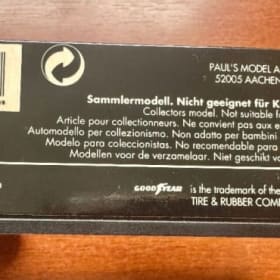 PAUL'S MODEL A
52005 AACHEN
Sammlermodell. Nicht geeignet für K
Collectors model. Not suitable f
Article pour collectionneurs. Ne convient pas aux e
Automodello per collezionismo. Non adatto per bambini
Modelo para coleccionistas. No recomendable para
Modellen voor de verzamelaar. Niet geschikt v
GOODYEAR is the trademark of the
TIRE & RUBBER COMP